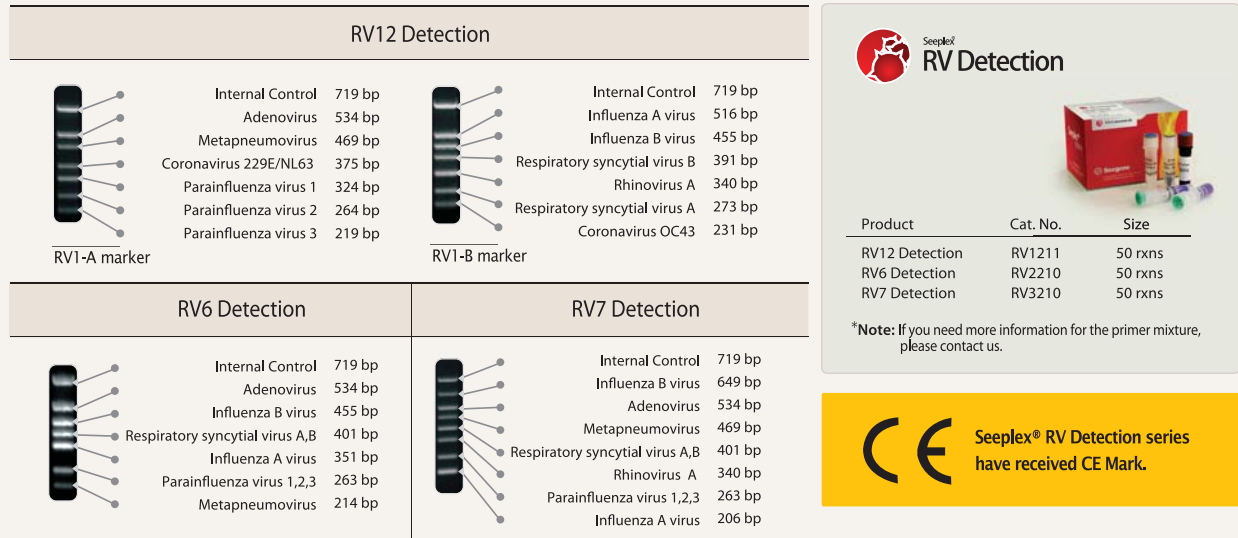 RV12 Detection
Internal Control 719 bp
Adenovirus 534 bp
Metapneumovirus 469 bp
Coronavirus 229E/NL63 375 bp
Parainfluenza virus 1 324 bp
Parainfluenza virus 2 264 bp
Parainfluenza virus 3 219 bp
RV1-A marker
Internal Control 719 bp
Influenza A virus 516 bp
Influenza B virus 455 bp
Respiratory syncytial virus B 391 bp
Rhinovirus A 340 bp
Respiratory syncytial virus A 273 bp
Coronavirus OC43 231 bp
RV1-B marker
RV6 Detection
Internal Control 719 bp
Adenovirus 534 bp
Influenza B virus 455 bp
Respiratory syncytial virus A,B 401 bp
Influenza A virus 351 bp
Parainfluenza virus 1,2,3 263 bp
Metapneumovirus 214 bp
RV7 Detection
Internal Control 719 bp
Influenza B virus 649 bp
Adenovirus 534 bp
Metapneumovirus 469 bp
Respiratory syncytial virus A,B 401 bp
Rhinovirus A 340 bp
Parainfluenza virus 1,2,3 263 bp
Influenza A virus 206 bp
Seeplex®
RV Detection
Seegene
Product Cat. No. Size
RV12 Detection RV1211 50 rxns
RV6 Detection RV2210 50 rxns
RV7 Detection RV3210 50 rxns
*Note: If you need more information for the primer mixture,
please contact us.
CE
Seeplex® RV Detection series
have received CE Mark.